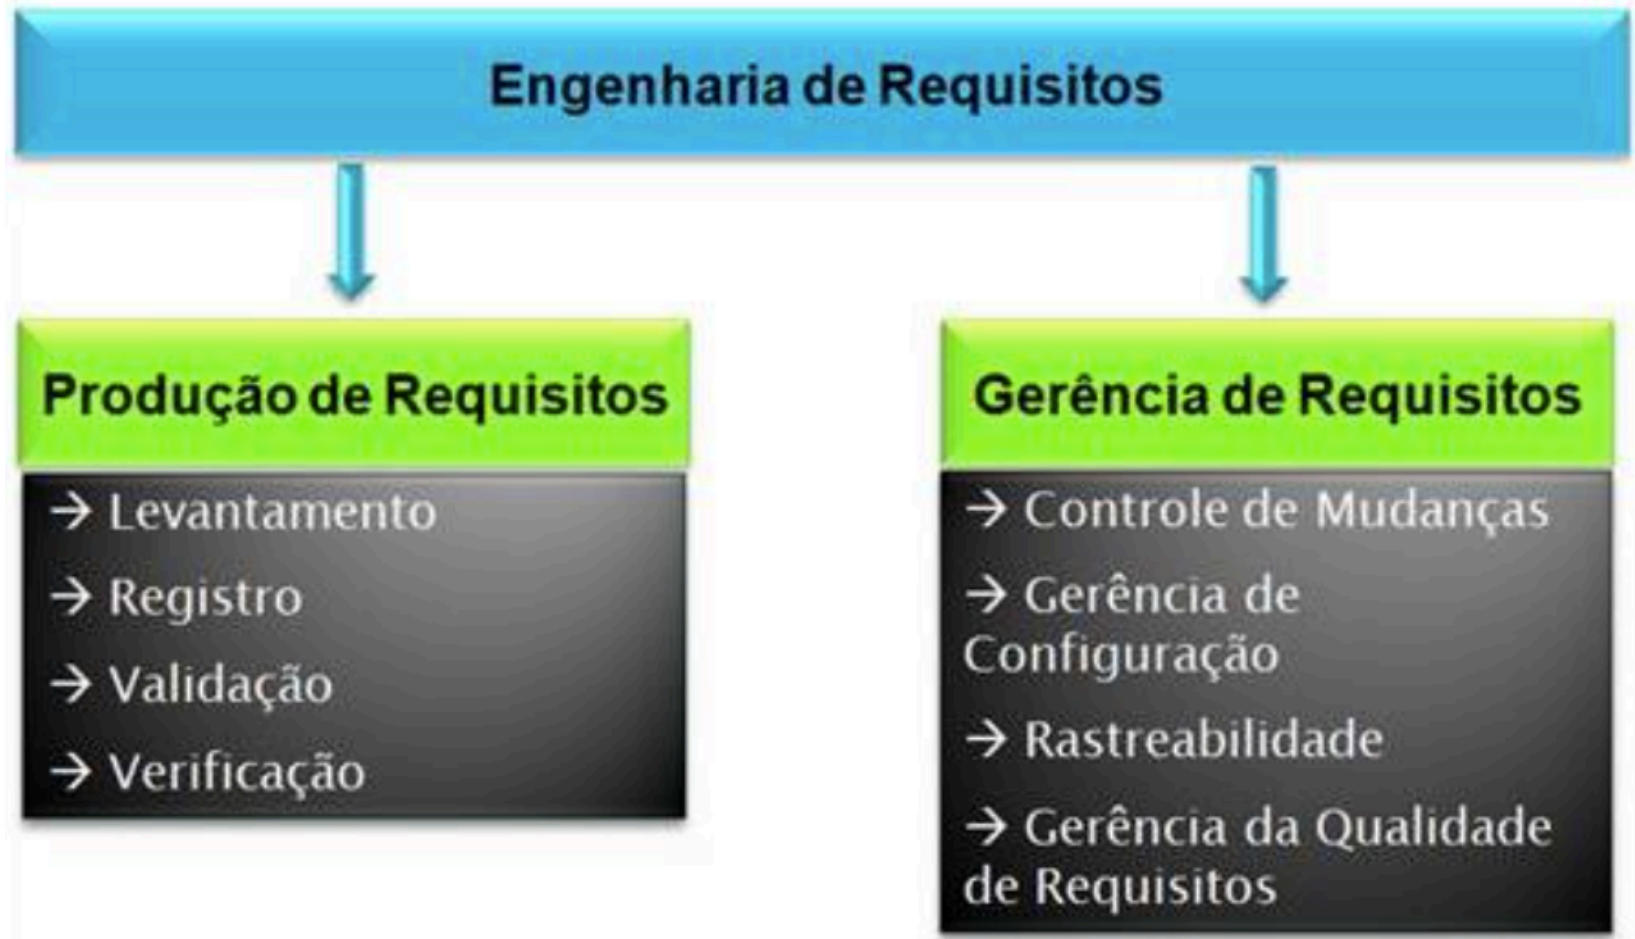 Engenharia de Requisitos
Produção de Requisitos
→ Levantamento
→ Registro
→ Validação
→ Verificação
Gerência de Requisitos
→ Controle de Mudanças
→ Gerência de
Configuração
→ Rastreabilidade
→ Gerência da Qualidade
de Requisitos